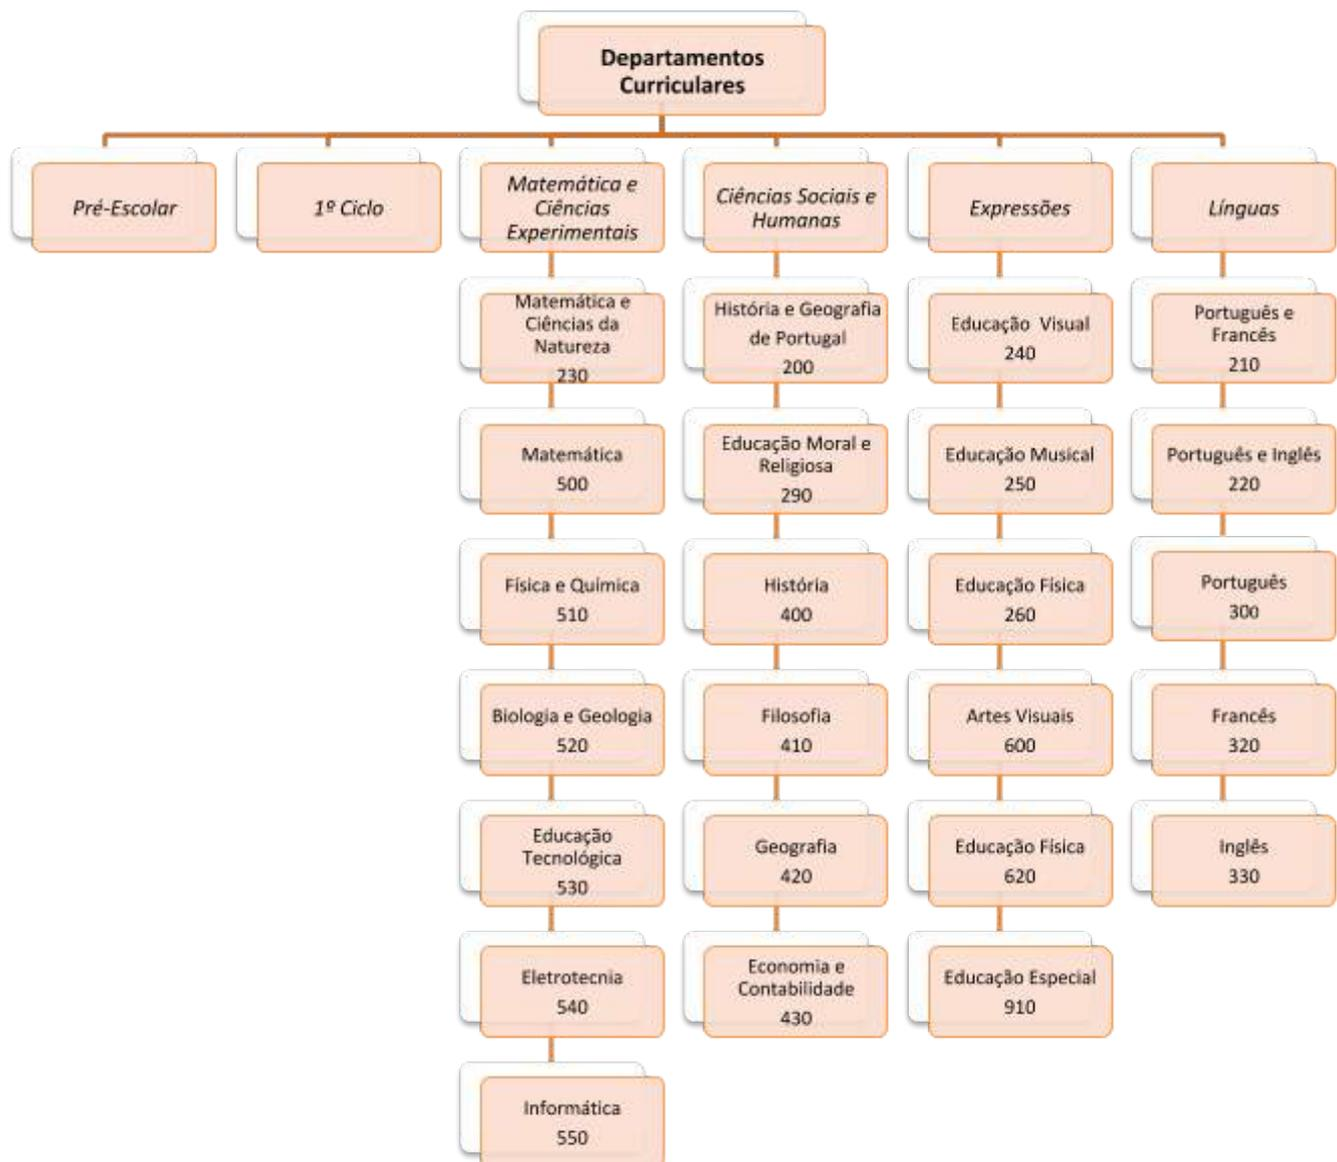 Departamentos
Curriculares
Pré-Escolar
1º Ciclo
Matemática e
Ciências
Experimentais
Ciências Sociais e
Humanas
Expressões
Línguas
Matemática e
Ciências da
Natureza
230
Matemática
500
Física e Química
510
Biologia e Geologia
520
Educação
Tecnológica
530
Eletrotecnia
540
Informática
550
História e Geografia
de Portugal
200
Educação Moral e
Religiosa
290
História
400
Filosofia
410
Geografia
420
Economia e
Contabilidade
430
Educação Visual
240
Educação Musical
250
Educação Física
260
Artes Visuais
600
Educação Física
620
Educação Especial
910
Português e
Francês
210
Português e Inglês
220
Português
300
Francês
320
Inglês
330